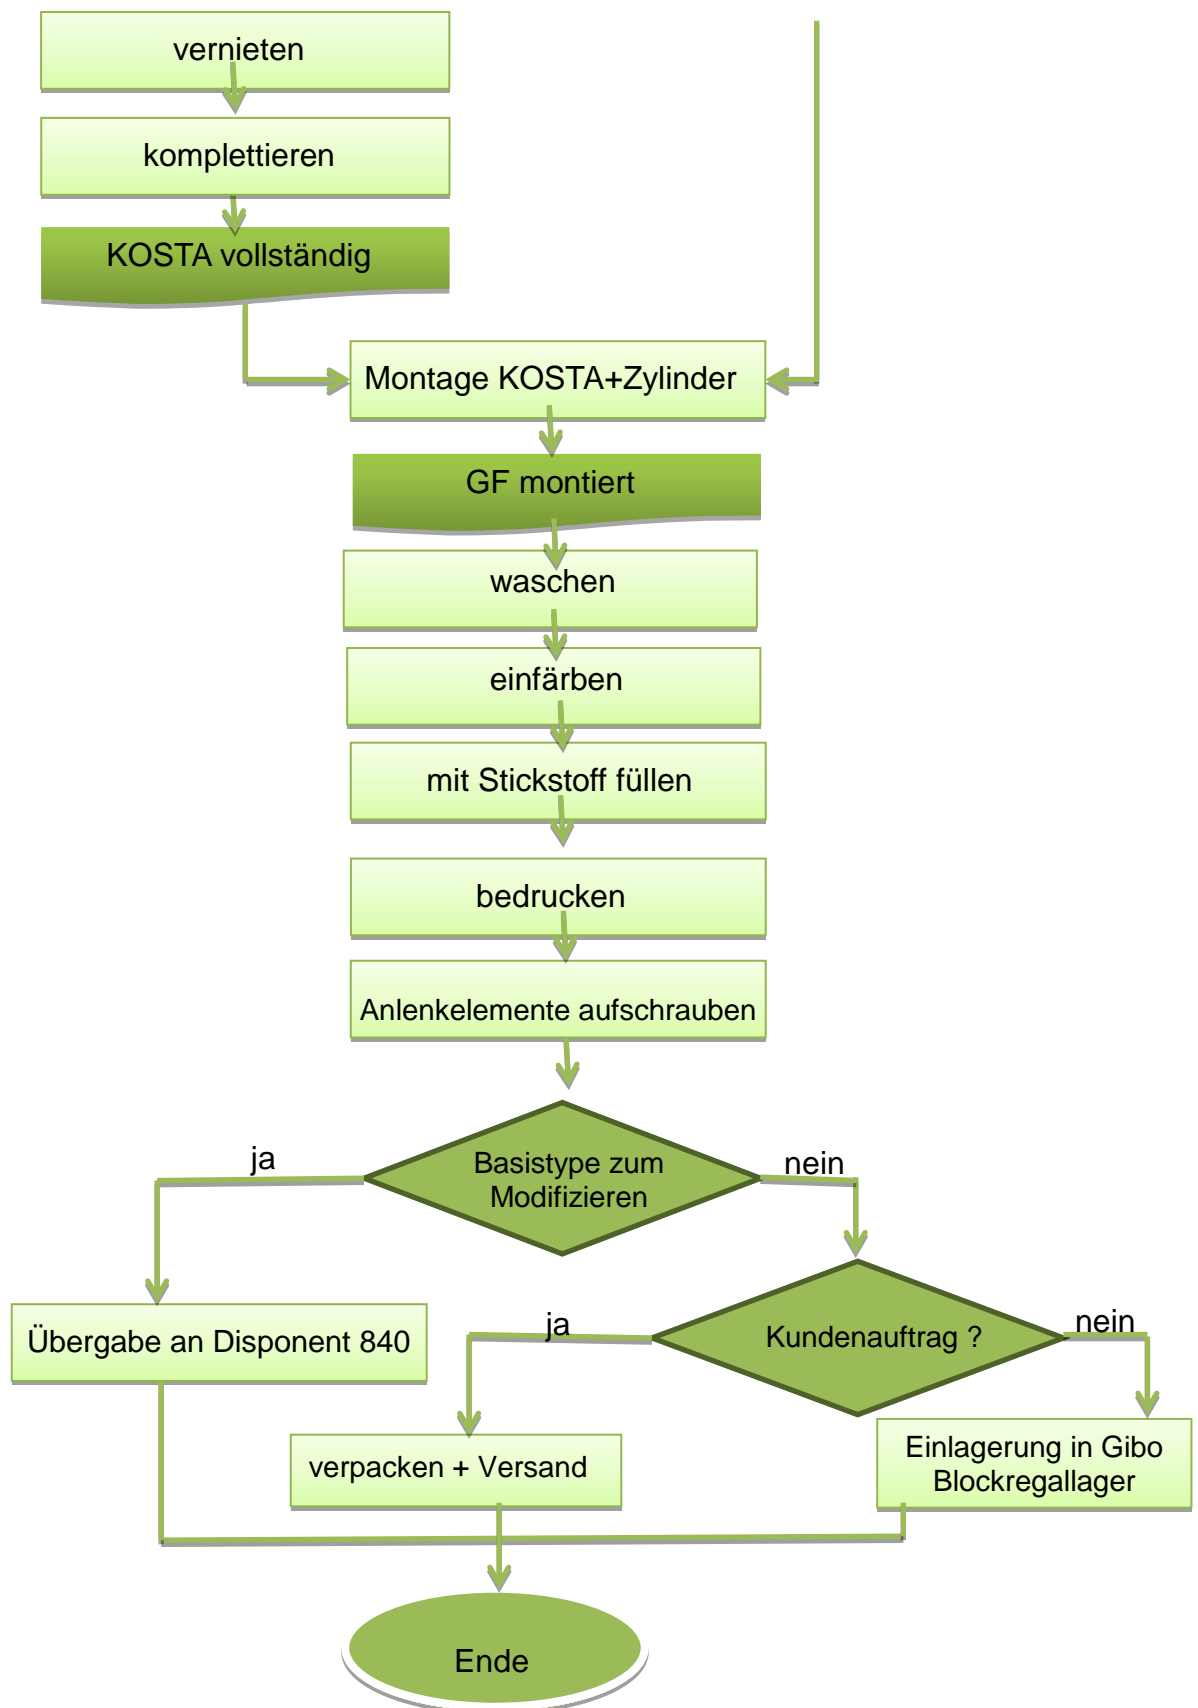 vernieten
komplettieren
KOSTA vollständig
Montage KOSTA+Zylinder
GF montiert
waschen
einfärben
mit Stickstoff füllen
bedrucken
Anlenkelemente aufschrauben
ja
Basistype zum
Modifizieren
nein
Übergabe an Disponent 840
ja
Kundenauftrag ?
nein
verpacken + Versand
Einlagerung in Gibo
Blockregallager
Ende